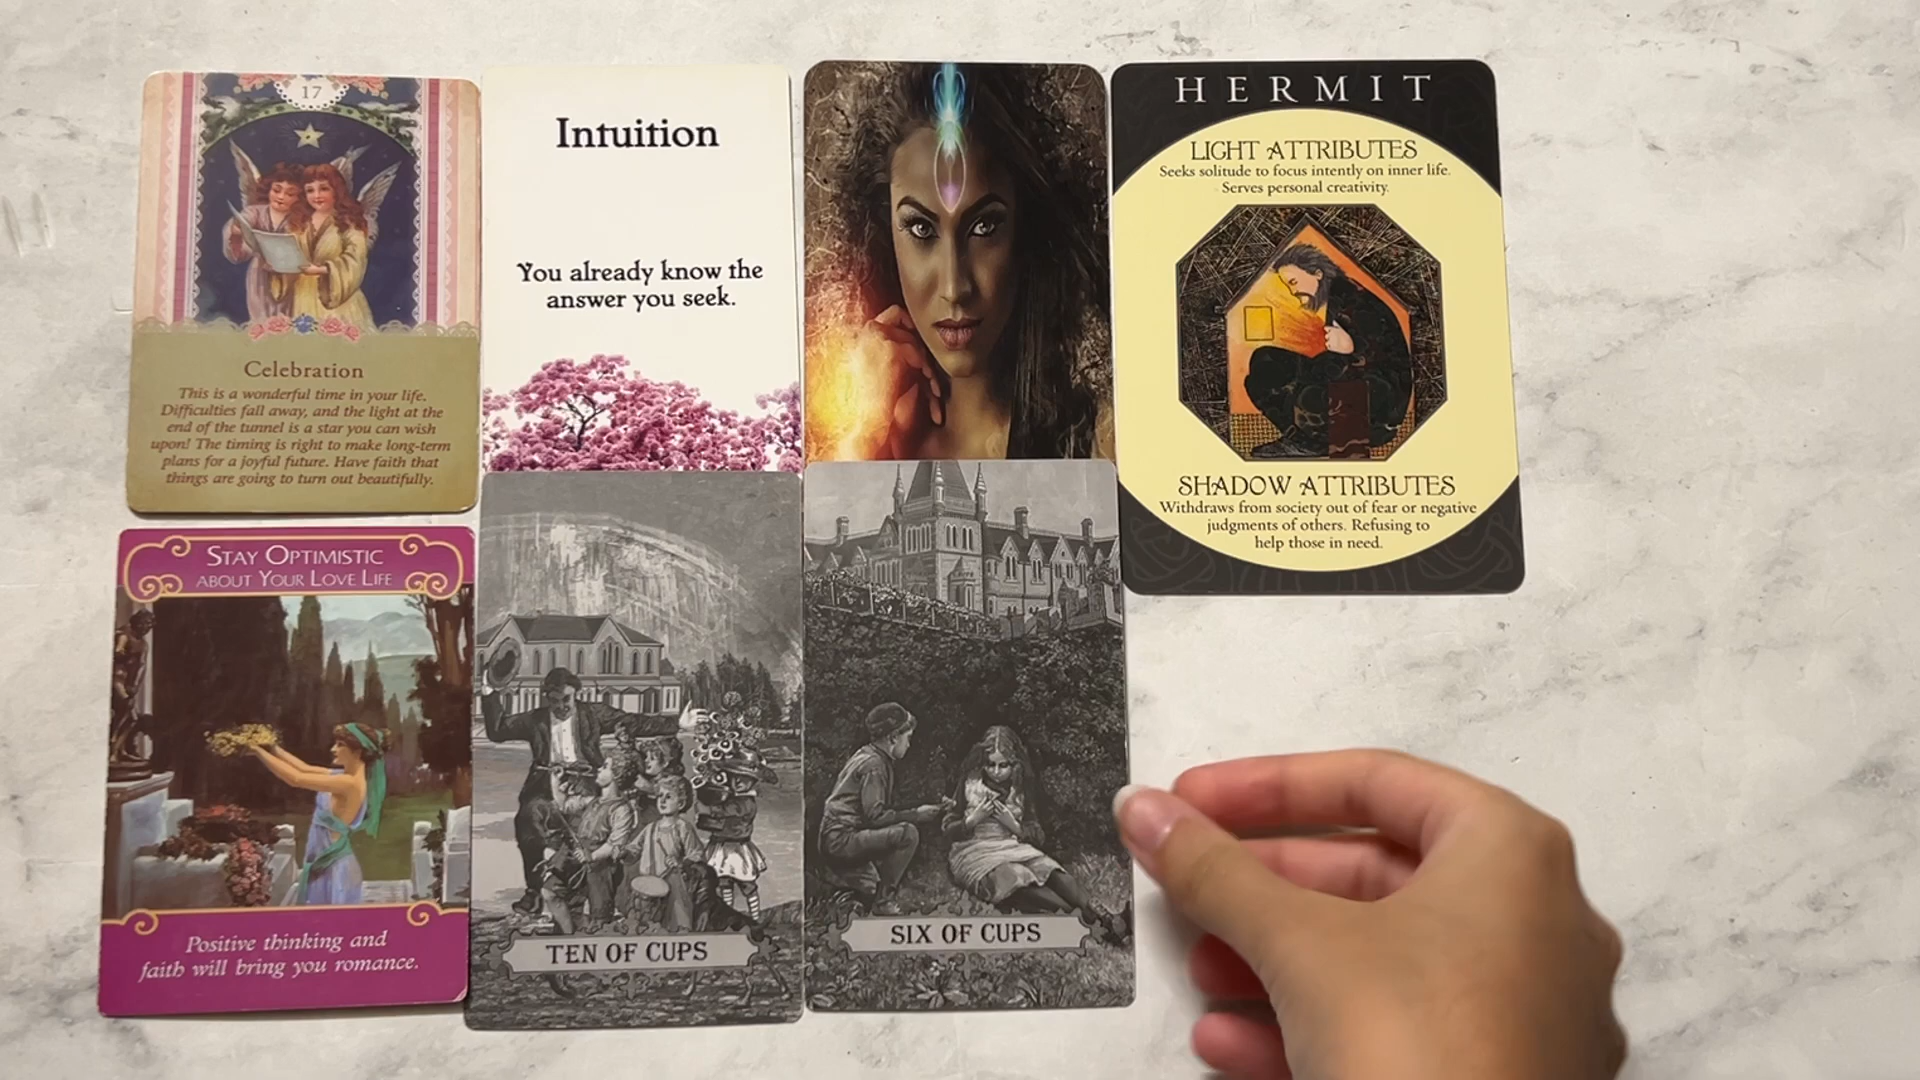 17
Celebration
This is a wonderful time in your life.
Difficulties fall away, and the light at the
end of the tunnel is a star you can wish
upon! The timing is right to make long-term
plans for a joyful future. Have faith that
things are going to turn out beautifully.
Intuition
You already know the
answer you seek.
HERMIT
LIGHT ATTRIBUTES
Seeks solitude to focus intently on inner life.
Serves personal creativity.
SHADOW ATTRIBUTES
Withdraws from society out of fear or negative
judgments of others. Refusing to
help those in need.
STAY OPTIMISTIC
ABOUT YOUR LOVE LIFE
Positive thinking and
faith will bring you romance.
TEN OF CUPS
SIX OF CUPS